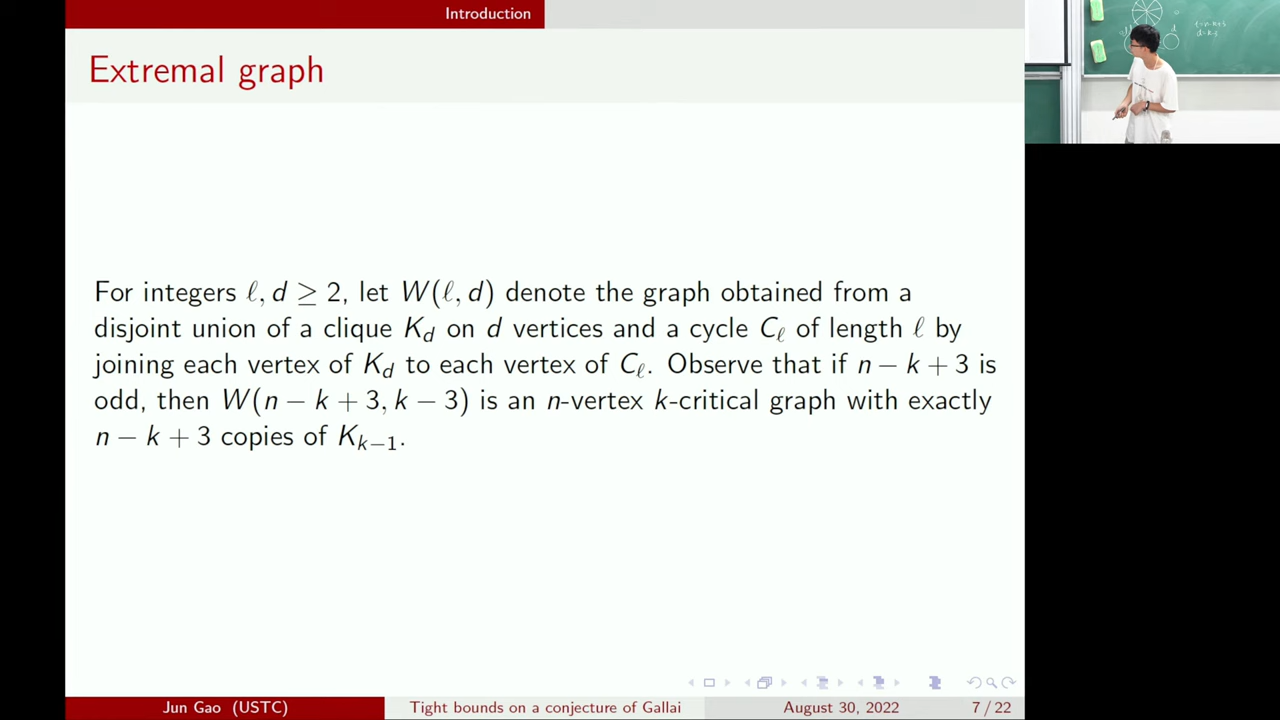 Introduction
Extremal graph
For integers ℓ, d ≥ 2, let W(ℓ, d) denote the graph obtained from a
disjoint union of a clique K_d on d vertices and a cycle C_ℓ of length ℓ by
joining each vertex of K_d to each vertex of C_ℓ. Observe that if n − k + 3 is
odd, then W(n − k + 3, k − 3) is an n-vertex k-critical graph with exactly
n − k + 3 copies of K_{k−1}.
Jun Gao (USTC) Tight bounds on a conjecture of Gallai August 30, 2022 7 / 22